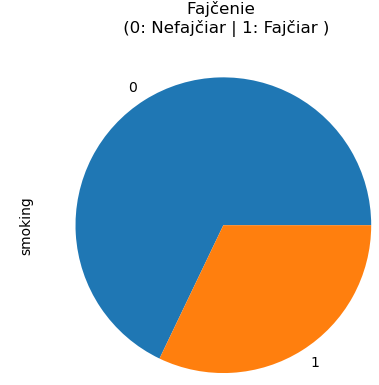 Fajčenie
(0: Nefajčiar | 1: Fajčiar )
0
smoking
1